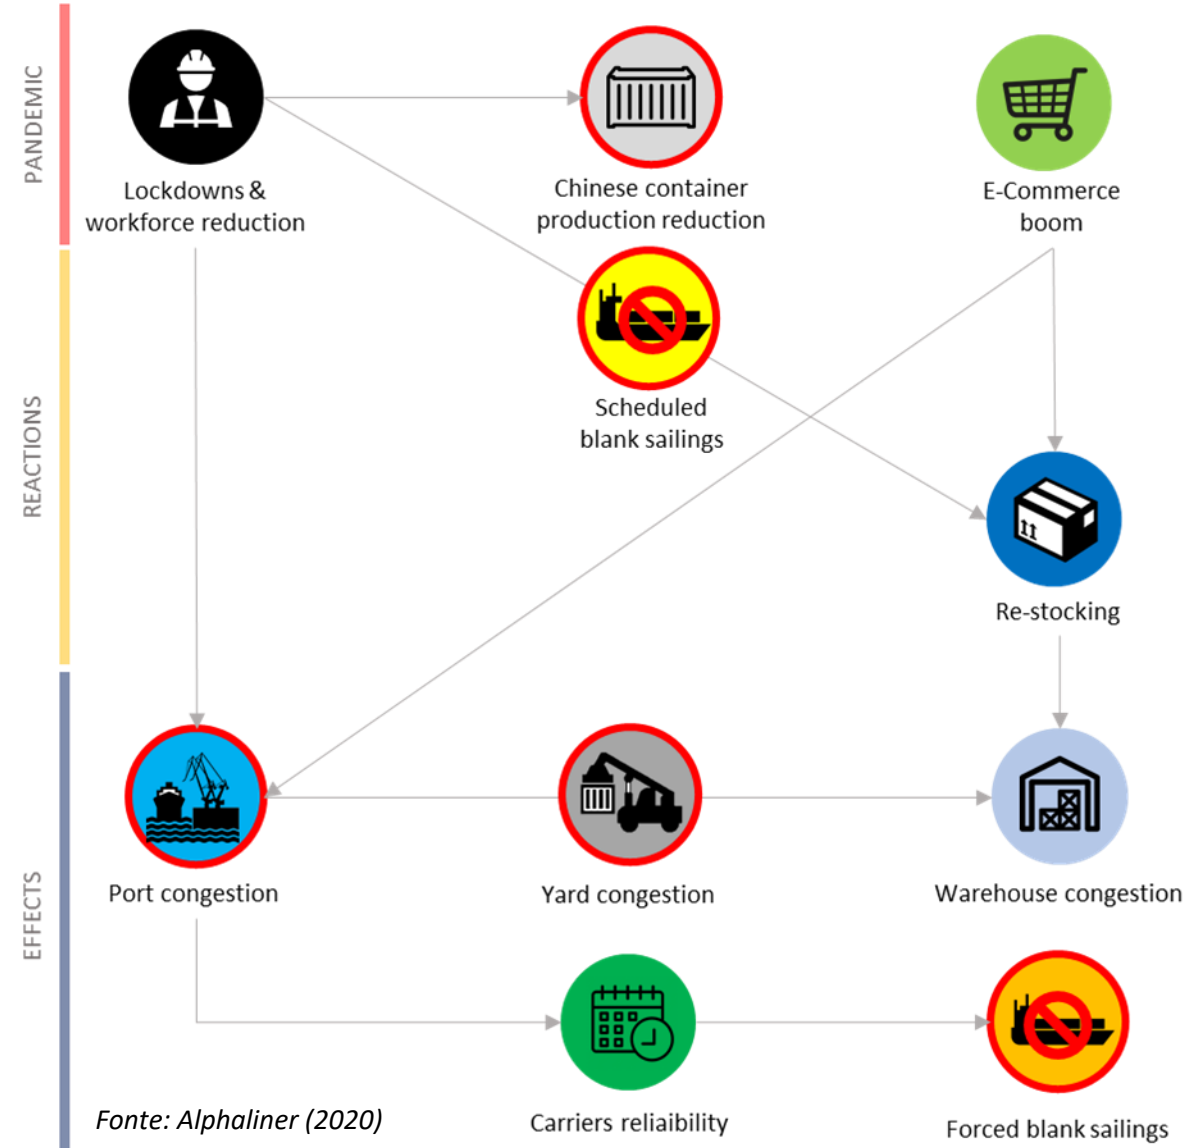 PANDEMIC
Lockdowns &
workforce reduction
Chinese container
production reduction
E-Commerce
boom
REACTIONS
Scheduled
blank sailings
Re-stocking
EFFECTS
Port congestion
Yard congestion
Warehouse congestion
Fonte: Alphaliner (2020)
Carriers reliaibility
Forced blank sailings